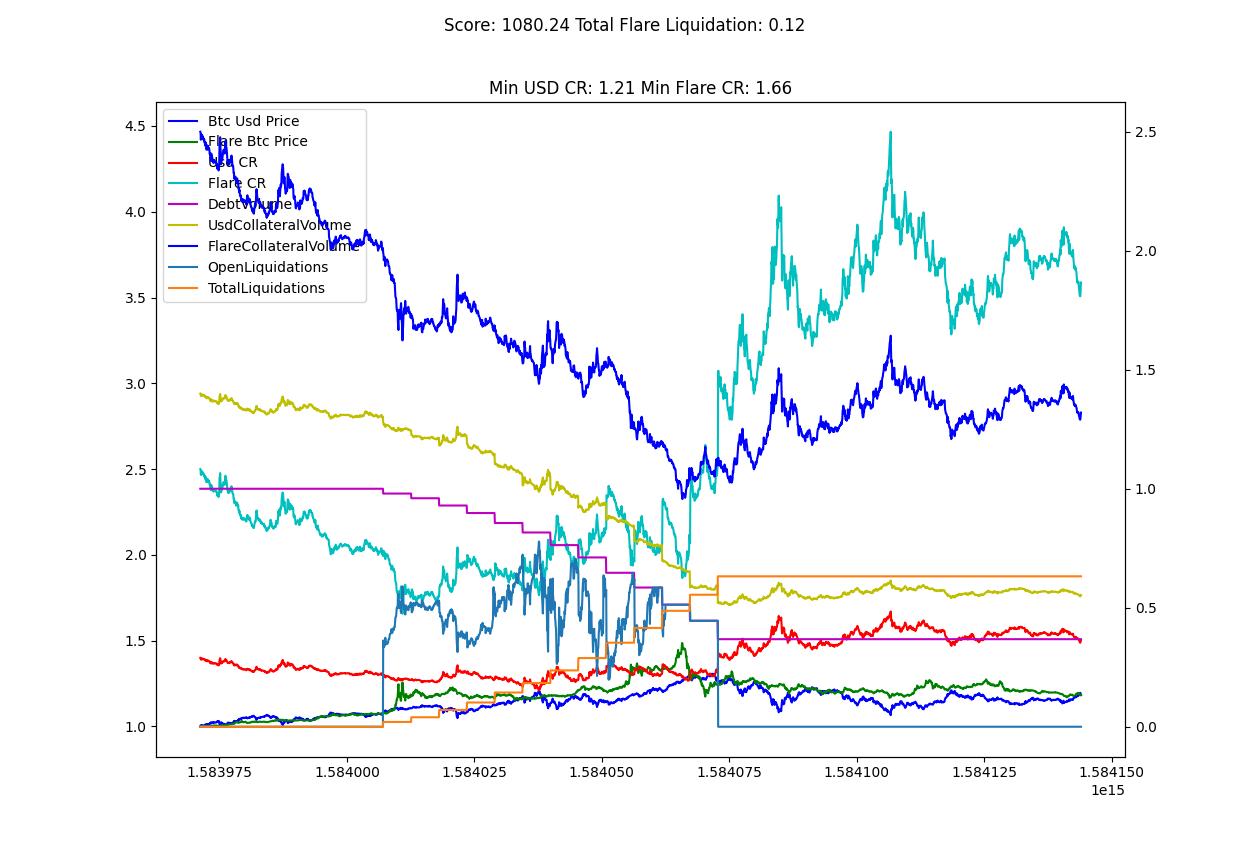 Score: 1080.24 Total Flare Liquidation: 0.12
Min USD CR: 1.21 Min Flare CR: 1.66
Btc Usd Price
Flare Btc Price
Usd CR
Flare CR
DebtVolume
UsdCollateralVolume
FlareCollateralVolume
OpenLiquidations
TotalLiquidations
4.5
4.0
3.5
3.0
2.5
2.0
1.5
1.0
2.5
2.0
1.5
1.0
0.5
0.0
1.583975 1.584000 1.584025 1.584050 1.584075 1.584100 1.584125 1.584150
1e15